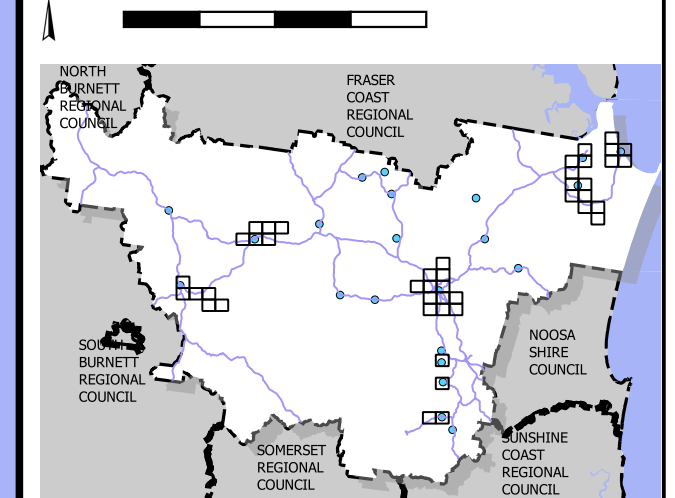 NORTH
BURNETT
REGIONAL
COUNCIL
FRASER
COAST
REGIONAL
COUNCIL
SOUTH
BURNETT
REGIONAL
COUNCIL
NOOSA
SHIRE
COUNCIL
SOMERSET
REGIONAL
COUNCIL
SUNSHINE
COAST
REGIONAL
COUNCIL